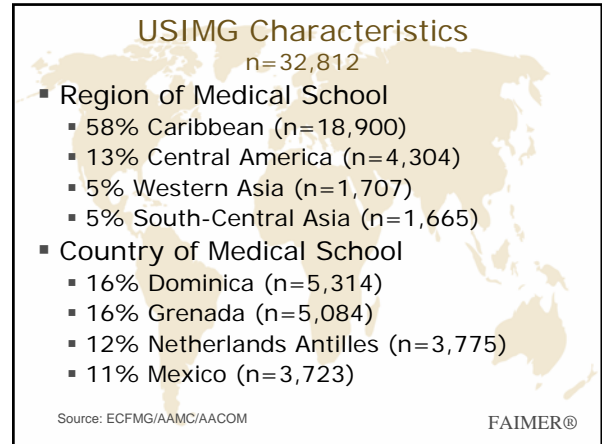 USIMG Characteristics
n=32,812
▪ Region of Medical School
▪ 58% Caribbean (n=18,900)
▪ 13% Central America (n=4,304)
▪ 5% Western Asia (n=1,707)
▪ 5% South-Central Asia (n=1,665)
▪ Country of Medical School
▪ 16% Dominica (n=5,314)
▪ 16% Grenada (n=5,084)
▪ 12% Netherlands Antilles (n=3,775)
▪ 11% Mexico (n=3,723)
Source: ECFMG/AAMC/AACOM
FAIMER®